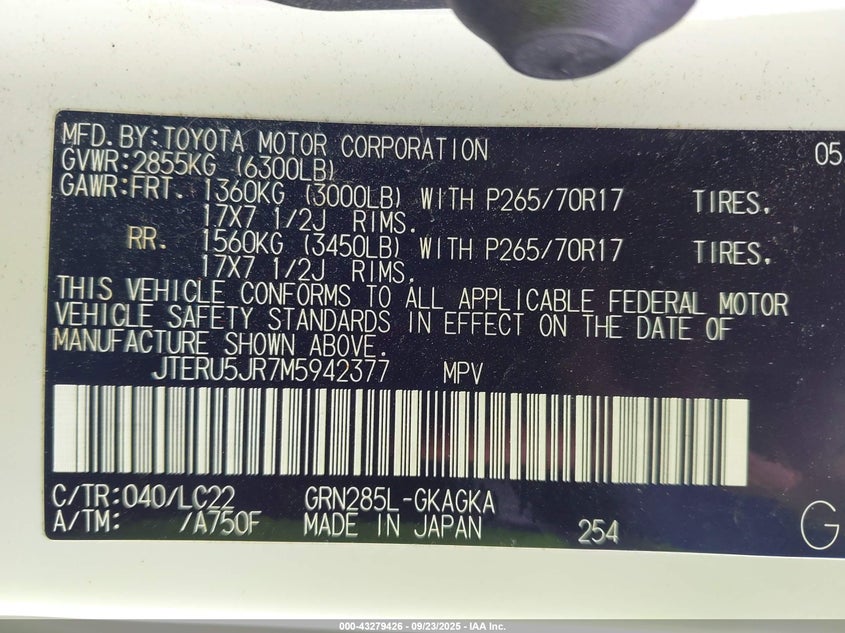 MFD. BY: TOYOTA MOTOR CORPORATION 05
GVWR: 2855KG (6300LB)
GAWR: FRT. 1360KG (3000LB) WITH P265/70R17 TIRES.
17X7 1/2J RIMS.
RR. 1560KG (3450LB) WITH P265/70R17 TIRES.
17X7 1/2J RIMS.
THIS VEHICLE CONFORMS TO ALL APPLICABLE FEDERAL MOTOR
VEHICLE SAFETY STANDARDS IN EFFECT ON THE DATE OF
MANUFACTURE SHOWN ABOVE.
JTERU5JR7M5942377 MPV
C/TR: 040/LC22 GRN285L-GKAGKA
A/TM: /A750F MADE IN JAPAN 254 G
000-43279426 - 09/23/2025 - IAA Inc.